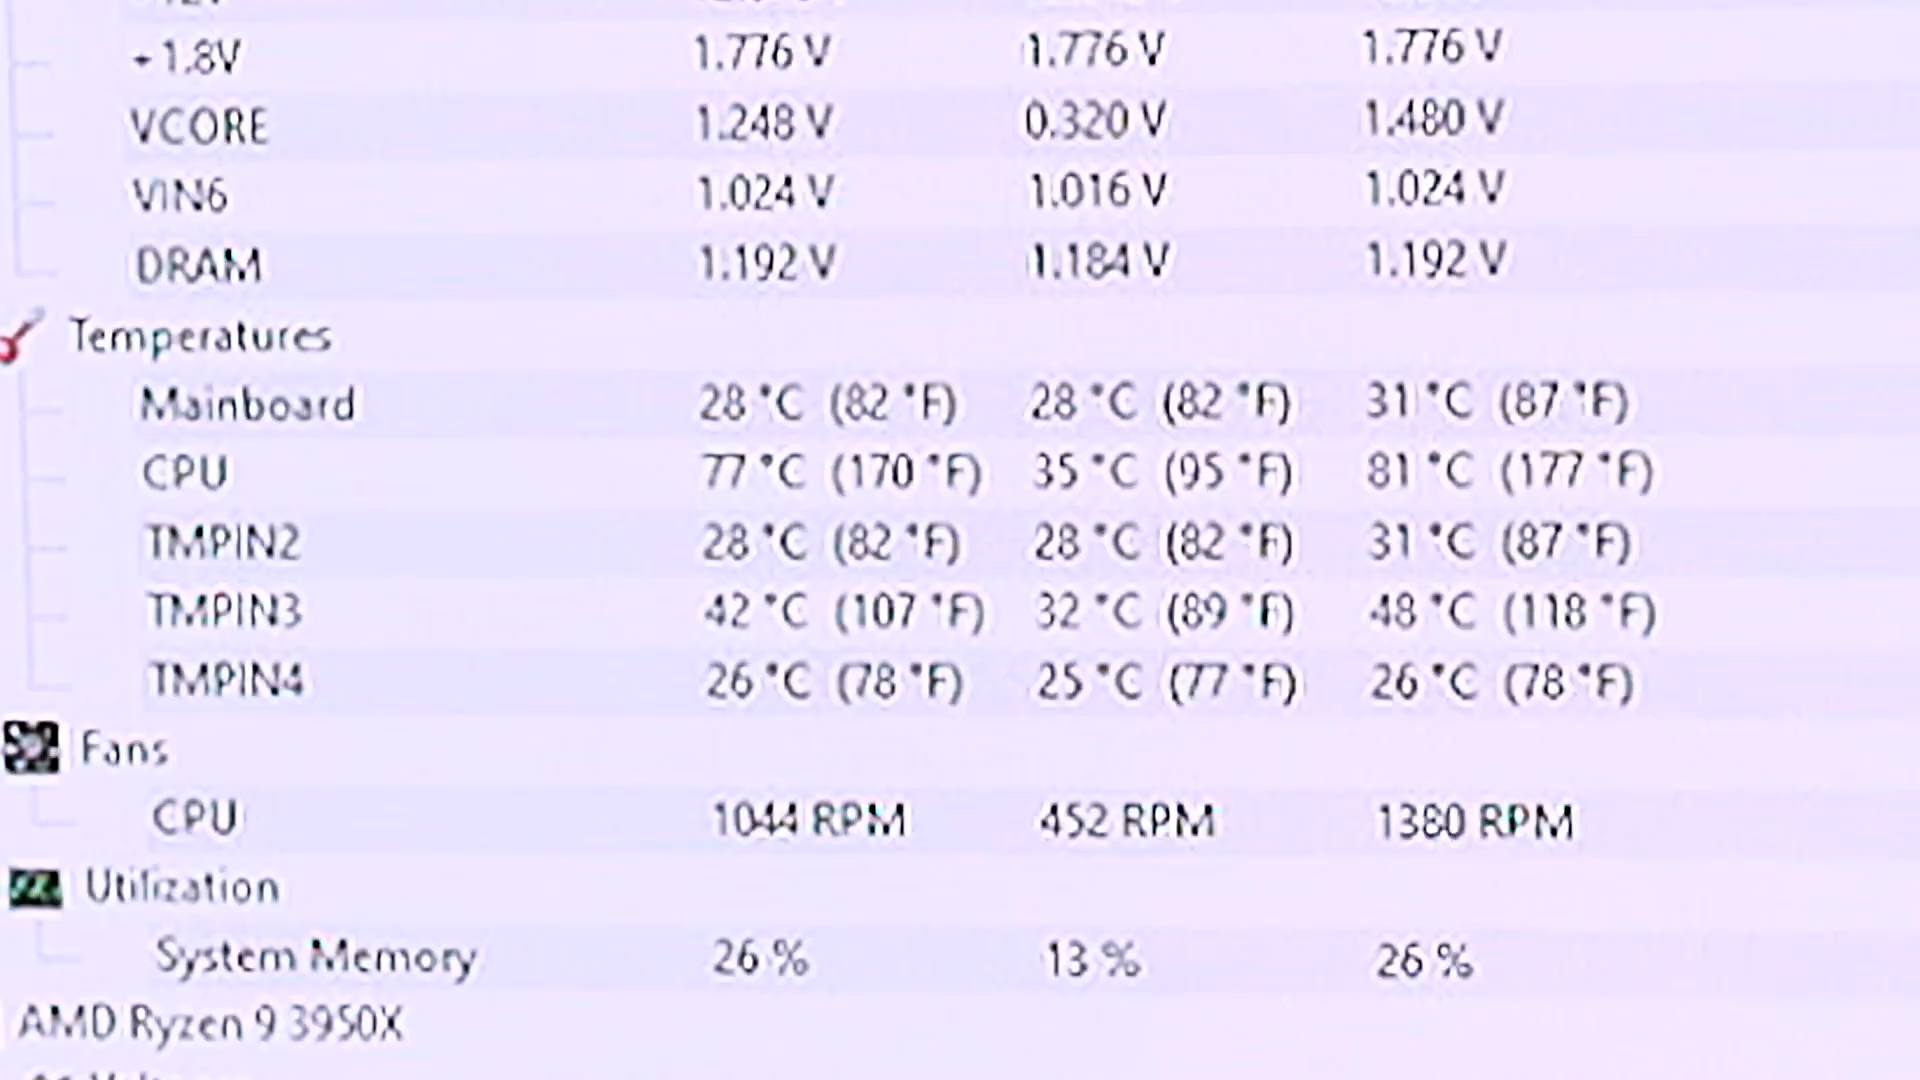 +1.8V 1.776 V 1.776 V 1.776 V
VCORE 1.248 V 0.320 V 1.480 V
VIN6 1.024 V 1.016 V 1.024 V
DRAM 1.192 V 1.184 V 1.192 V
Temperatures
Mainboard 28 °C (82 °F) 28 °C (82 °F) 31 °C (87 °F)
CPU 77 °C (170 °F) 35 °C (95 °F) 81 °C (177 °F)
TMPIN2 28 °C (82 °F) 28 °C (82 °F) 31 °C (87 °F)
TMPIN3 42 °C (107 °F) 32 °C (89 °F) 48 °C (118 °F)
TMPIN4 26 °C (78 °F) 25 °C (77 °F) 26 °C (78 °F)
Fans
CPU 1044 RPM 452 RPM 1380 RPM
Utilization
System Memory 26 % 13 % 26 %
AMD Ryzen 9 3950X